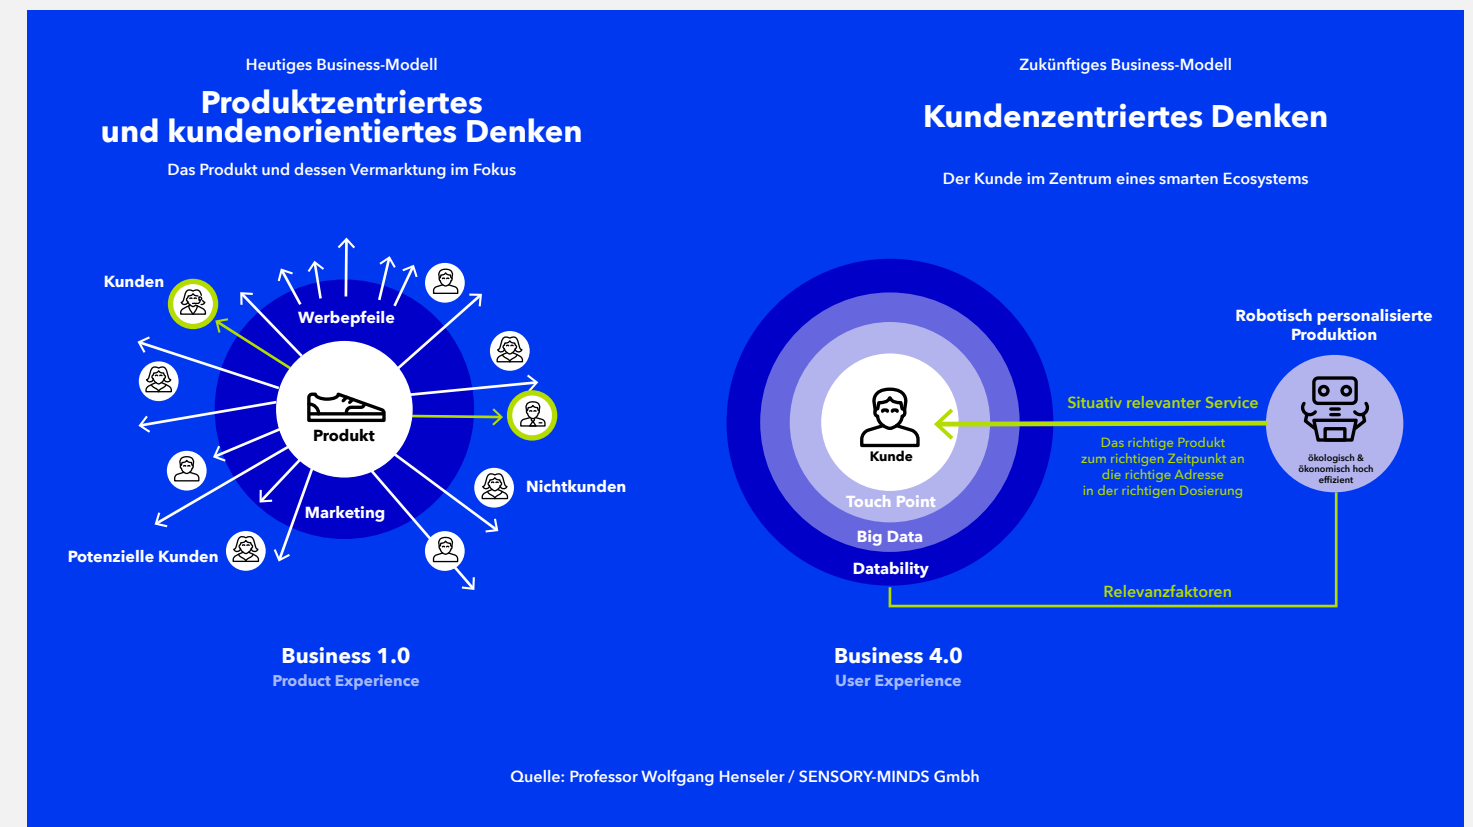 Heutiges Business-Modell
Produktzentriertes
und kundenorientiertes Denken
Das Produkt und dessen Vermarktung im Fokus
Kunden
Werbepfeile
Produkt
Marketing
Nichtkunden
Potenzielle Kunden
Business 1.0
Product Experience
Zukünftiges Business-Modell
Kundenzentriertes Denken
Der Kunde im Zentrum eines smarten Ecosystems
Robotisch personalisierte
Produktion
Situativ relevanter Service
Das richtige Produkt
zum richtigen Zeitpunkt an
die richtige Adresse
in der richtigen Dosierung
ökologisch &
ökonomisch hoch
effizient
Kunde
Touch Point
Big Data
Datability
Relevanzfaktoren
Business 4.0
User Experience
Quelle: Professor Wolfgang Henseler / SENSORY-MINDS Gmbh